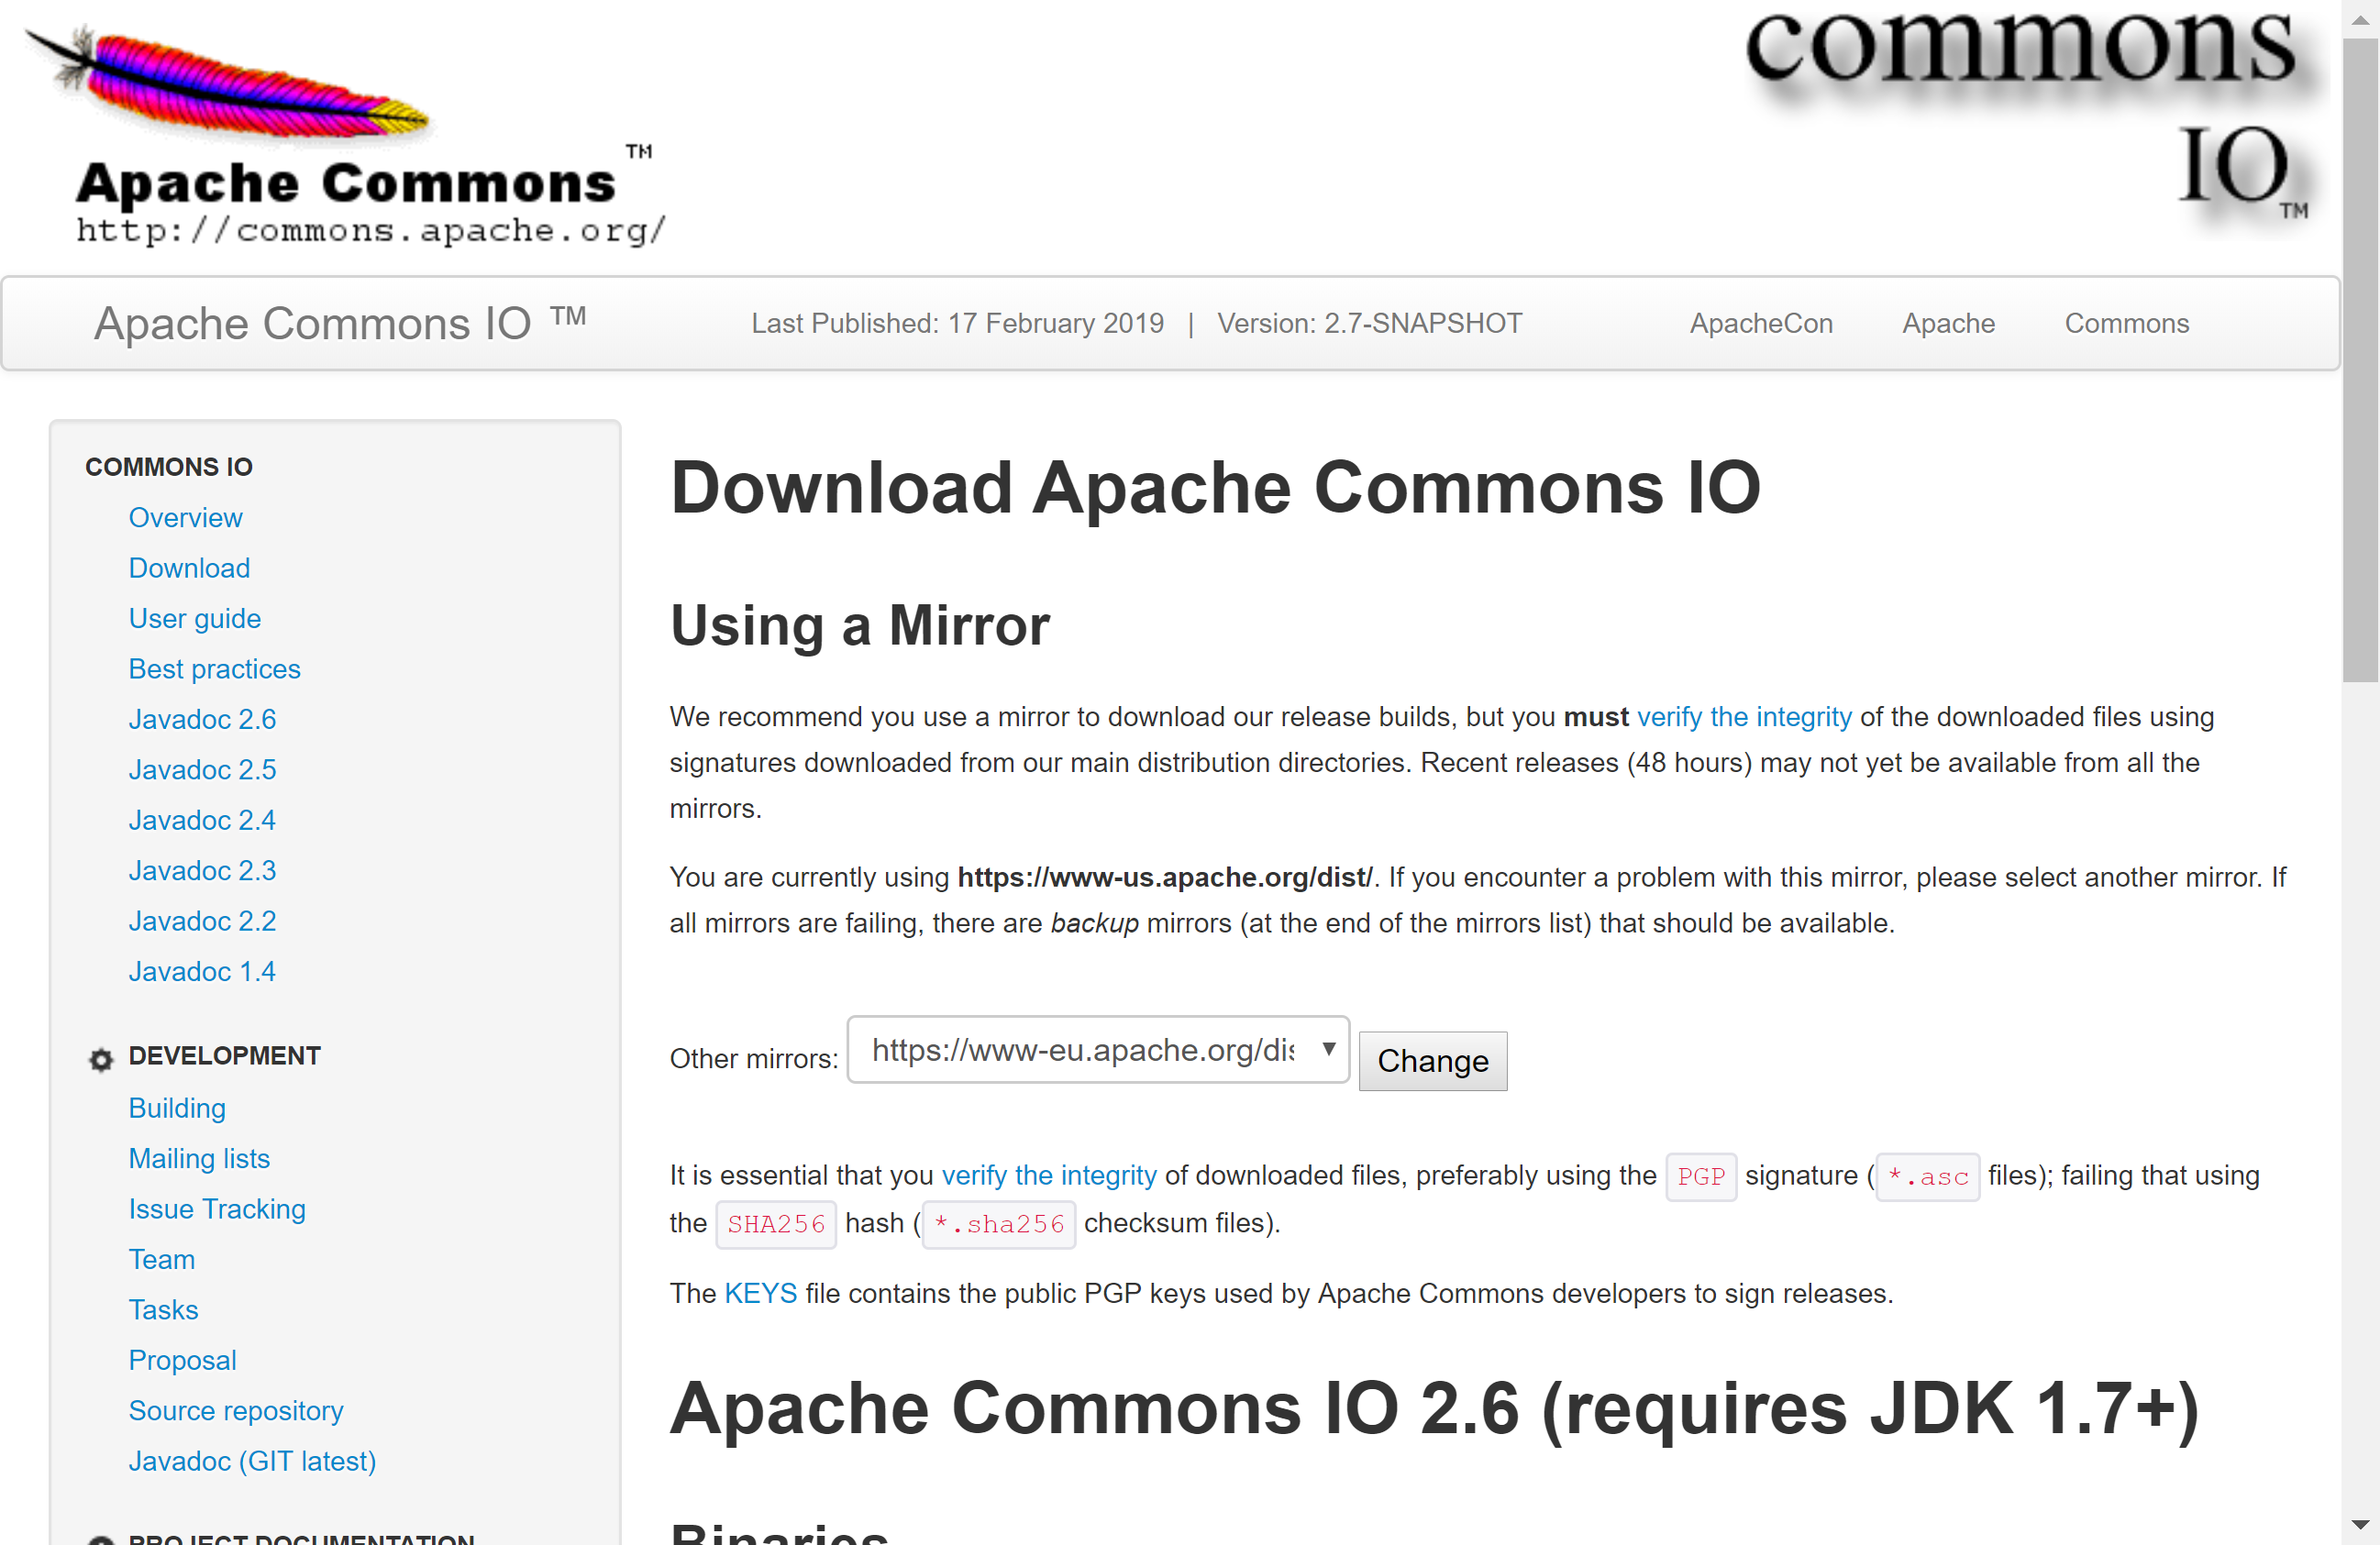 Apache Commons ™
http://commons.apache.org/
commons
IO™
Apache Commons IO ™
Last Published: 17 February 2019 | Version: 2.7-SNAPSHOT
ApacheCon Apache Commons
COMMONS IO
Overview
Download
User guide
Best practices
Javadoc 2.6
Javadoc 2.5
Javadoc 2.4
Javadoc 2.3
Javadoc 2.2
Javadoc 1.4
DEVELOPMENT
Building
Mailing lists
Issue Tracking
Team
Tasks
Proposal
Source repository
Javadoc (GIT latest)
PROJECT DOCUMENTATION
Download Apache Commons IO
Using a Mirror
We recommend you use a mirror to download our release builds, but you must verify the integrity of the downloaded files using
signatures downloaded from our main distribution directories. Recent releases (48 hours) may not yet be available from all the
mirrors.
You are currently using https://www-us.apache.org/dist/. If you encounter a problem with this mirror, please select another mirror. If
all mirrors are failing, there are backup mirrors (at the end of the mirrors list) that should be available.
Other mirrors: https://www-eu.apache.org/dis Change
It is essential that you verify the integrity of downloaded files, preferably using the PGP signature (*.asc files); failing that using
the SHA256 hash (*.sha256 checksum files).
The KEYS file contains the public PGP keys used by Apache Commons developers to sign releases.
Apache Commons IO 2.6 (requires JDK 1.7+)
Binaries